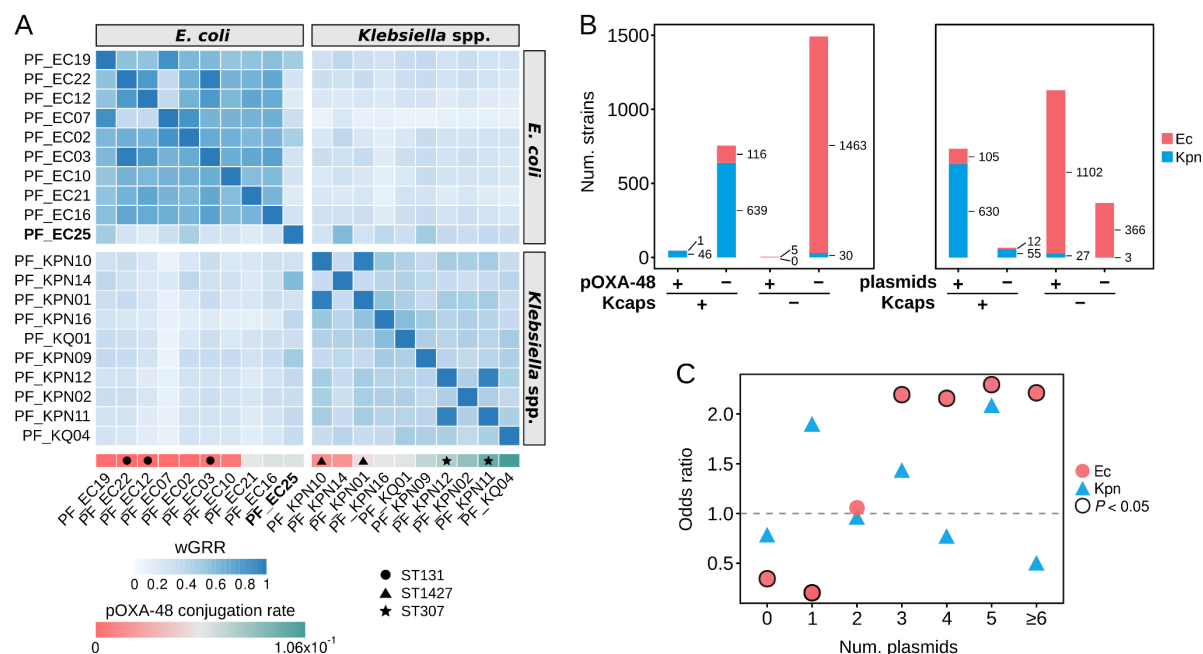 A
E. coli
Klebsiella spp.
PF_EC19
PF_EC22
PF_EC12
PF_EC07
PF_EC02
PF_EC03
PF_EC10
PF_EC21
PF_EC16
PF_EC25
E. coli
PF_KPN10
PF_KPN14
PF_KPN01
PF_KPN16
PF_KQ01
PF_KPN09
PF_KPN12
PF_KPN02
PF_KPN11
PF_KQ04
Klebsiella spp.
PF_EC19
PF_EC22
PF_EC12
PF_EC07
PF_EC02
PF_EC03
PF_EC10
PF_EC21
PF_EC16
PF_EC25
PF_KPN10
PF_KPN14
PF_KPN01
PF_KPN16
PF_KQ01
PF_KPN09
PF_KPN12
PF_KPN02
PF_KPN11
PF_KQ04
wGRR
0 0.2 0.4 0.6 0.8 1
pOXA-48 conjugation rate
0 1.06x10⁻¹
ST131
ST1427
ST307
B
Num. strains
1500
1000
500
0
1
46
116
639
5
0
1463
30
pOXA-48 + − + −
Kcaps + −
105
630
12
55
1102
27
366
3
plasmids + − + −
Kcaps + −
Ec
Kpn
C
Odds ratio
2.0
1.5
1.0
0.5
0 1 2 3 4 5 ≥6
Num. plasmids
Ec
Kpn
P < 0.05